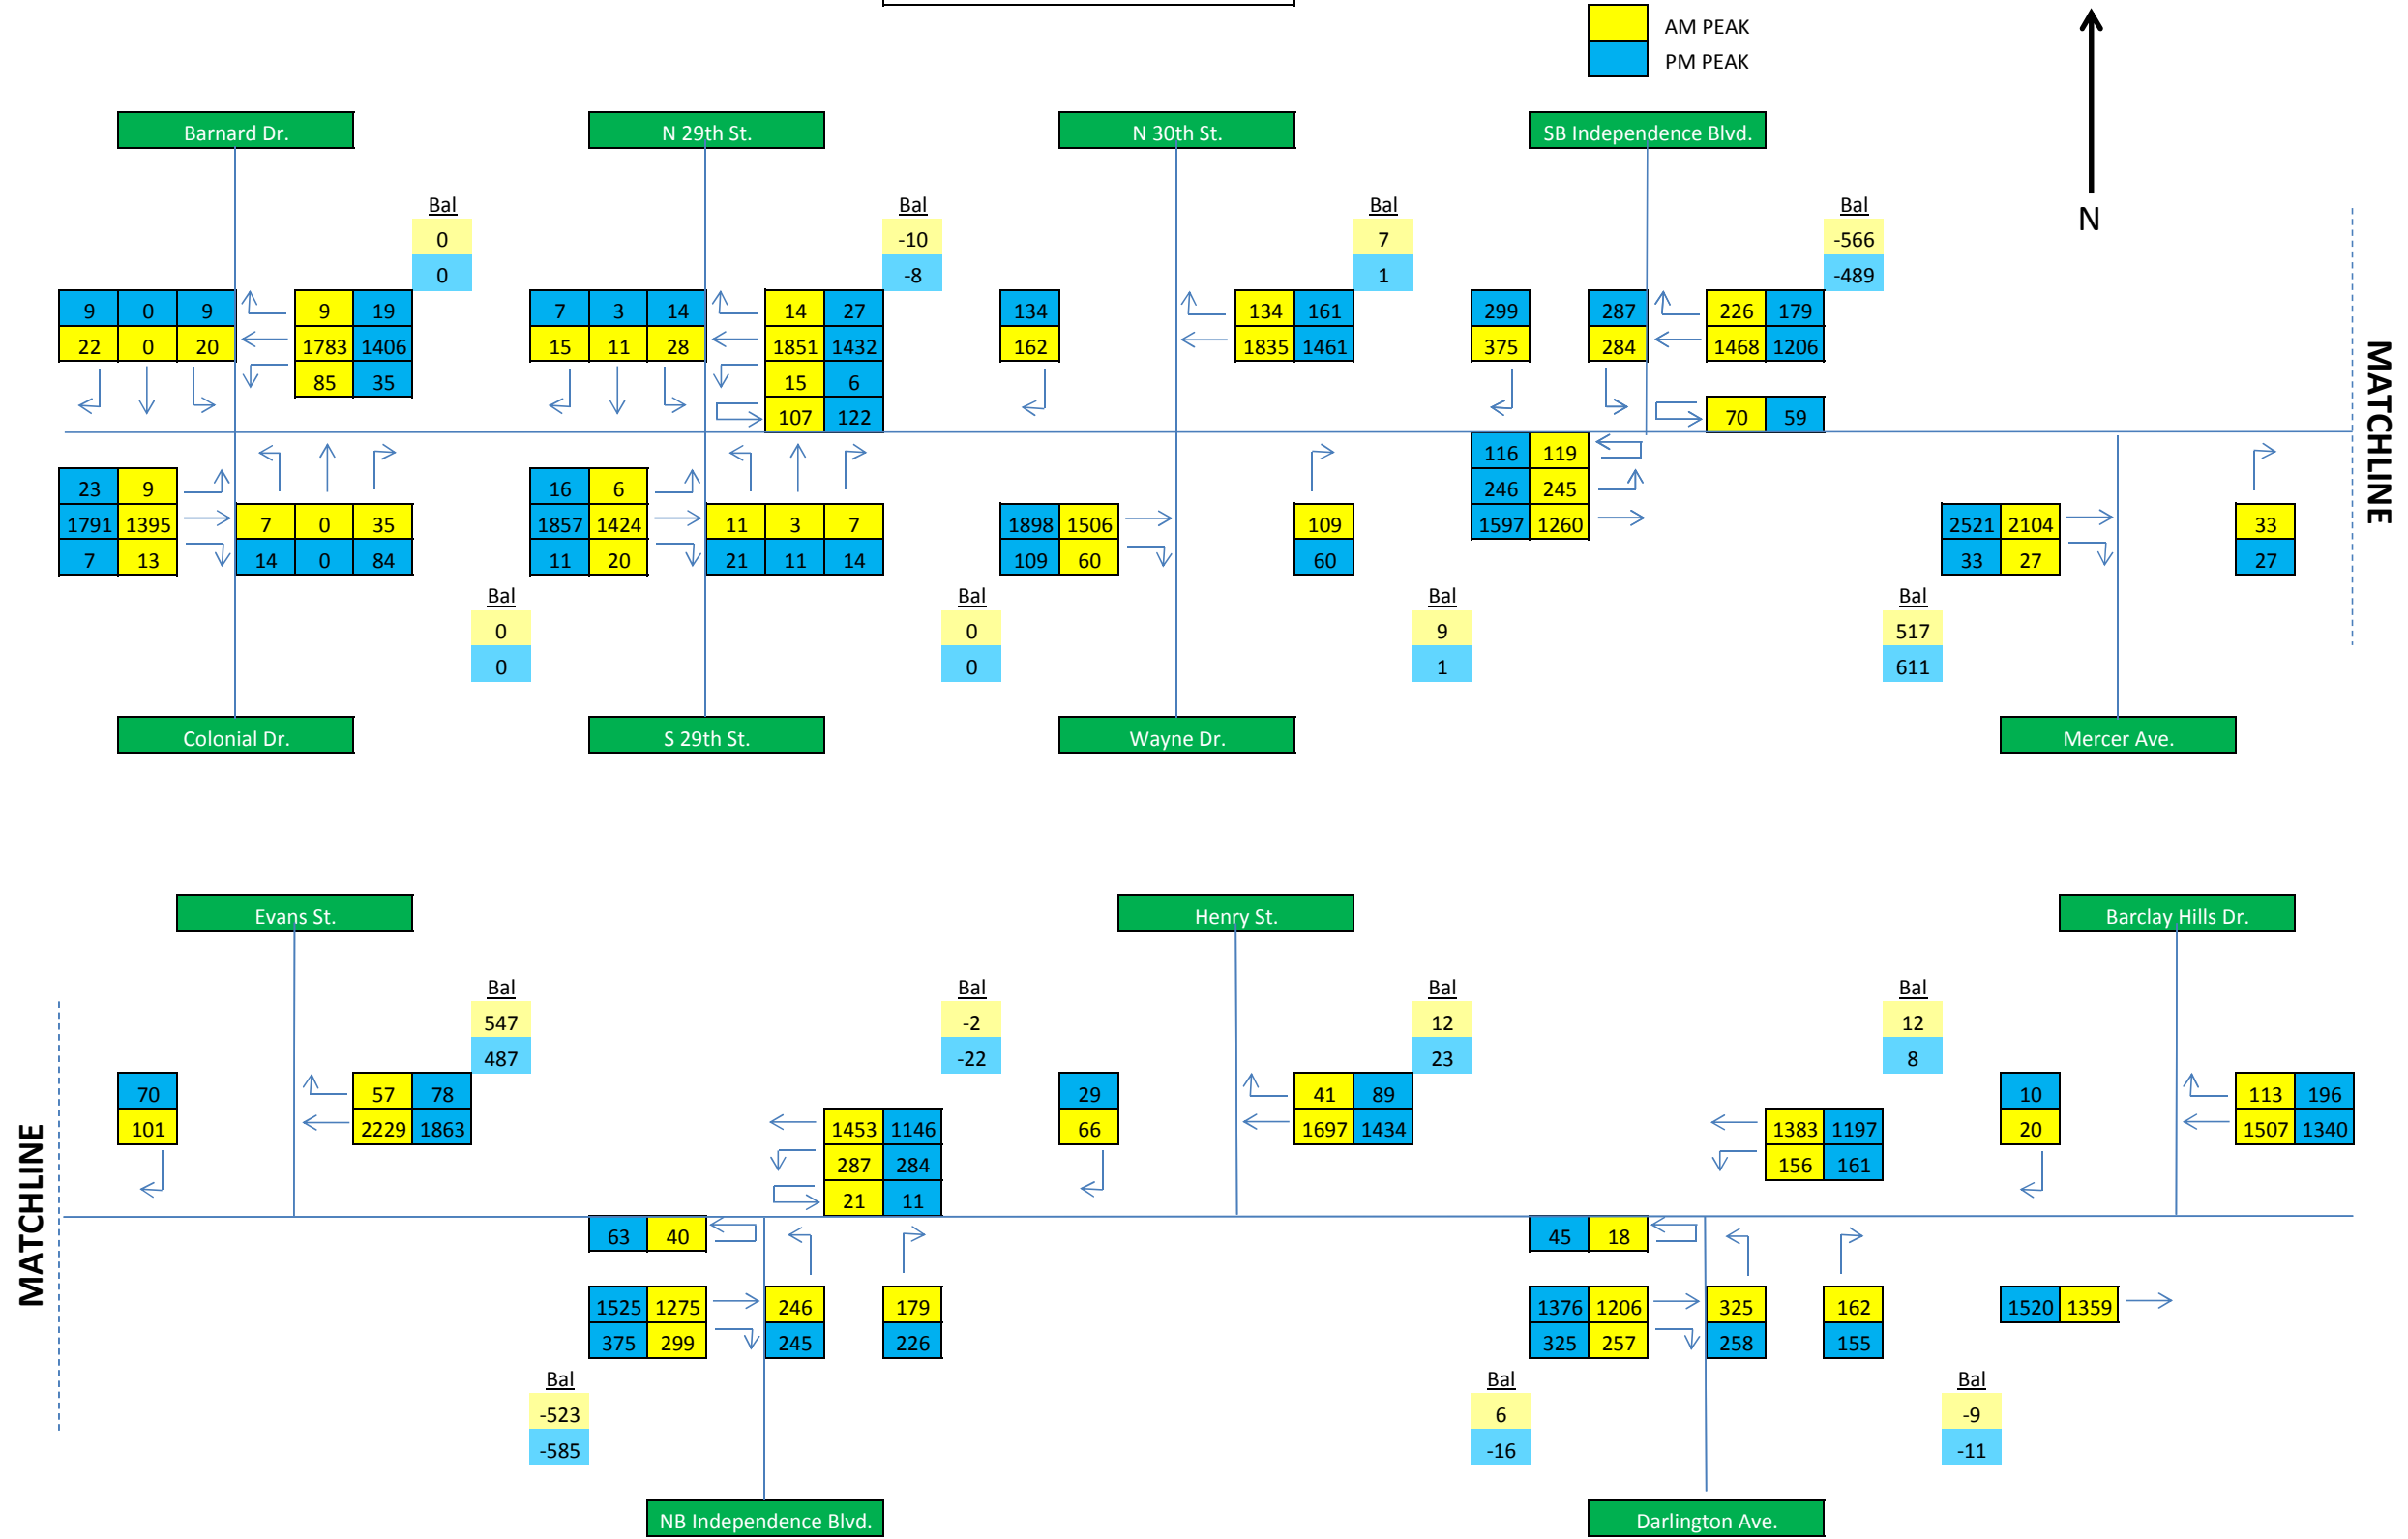 AM PEAK
PM PEAK
N
Barnard Dr. N 29th St. N 30th St. SB Independence Blvd.
Bal Bal Bal Bal
0 -10 7 -566
0 -8 1 -489
9 0 9 9 19 7 3 14 14 27 134 134 161 299 287 226 179
22 0 20 1783 1406 15 11 28 1851 1432 162 1835 1461 375 284 1468 1206
85 35 15 6
107 122 70 59
116 119
23 9 16 6 246 245
1791 1395 7 0 35 1857 1424 11 3 7 1898 1506 109 1597 1260 2521 2104 33
7 13 14 0 84 11 20 21 11 14 109 60 60 33 27 27
Bal Bal Bal Bal
0 0 9 517
0 0 1 611
Colonial Dr. S 29th St. Wayne Dr. Mercer Ave.
MATCHLINE
Evans St. Henry St. Barclay Hills Dr.
Bal Bal Bal Bal
547 -2 12 12
487 -22 23 8
70 57 78 29 41 89 10 113 196
101 2229 1863 1453 1146 66 1697 1434 1383 1197 20 1507 1340
287 284 156 161
21 11
63 40 45 18
1525 1275 246 179 1376 1206 325 162 1520 1359
375 299 245 226 325 257 258 155
Bal Bal Bal
-523 6 -9
-585 -16 -11
NB Independence Blvd. Darlington Ave.
MATCHLINE